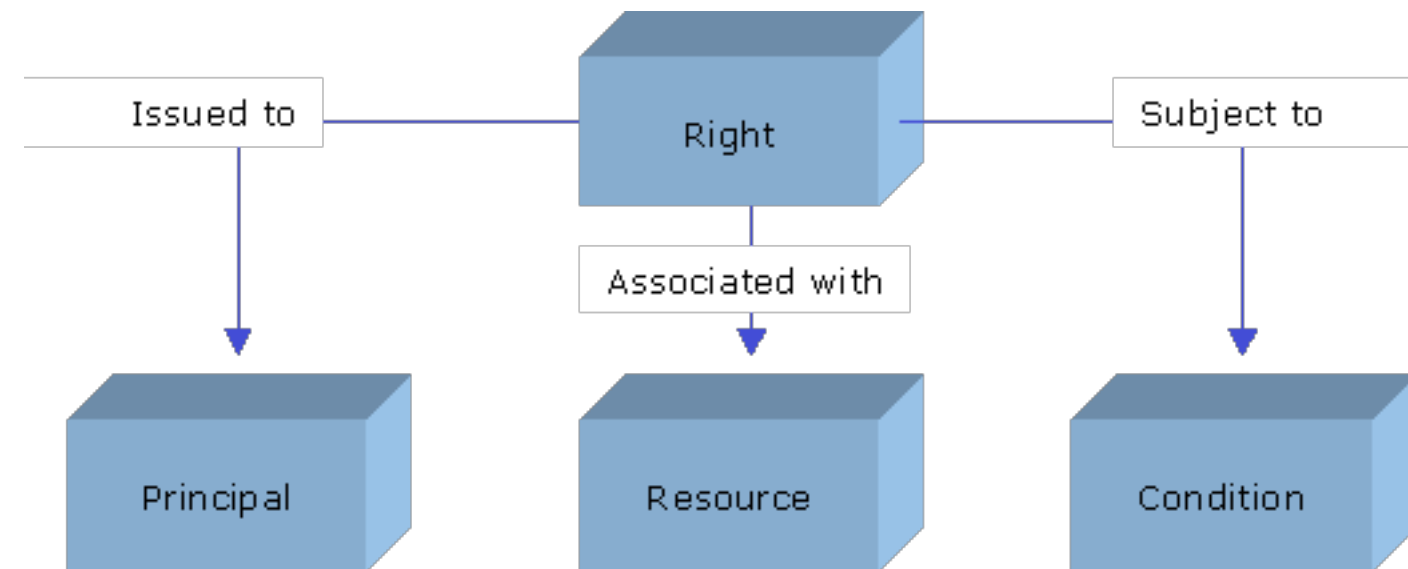 Issued to
Right
Subject to
Associated with
Principal
Resource
Condition